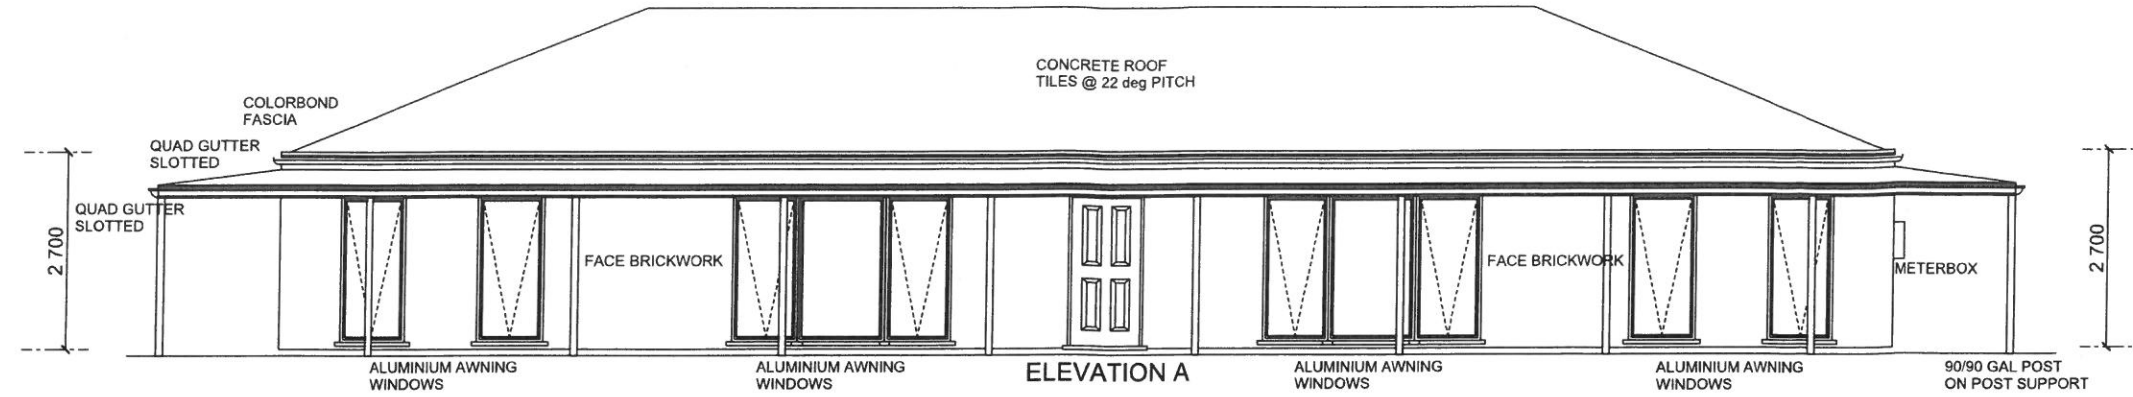 CONCRETE ROOF
TILES @ 22 deg PITCH
COLORBOND
FASCIA
QUAD GUTTER
SLOTTED
QUAD GUTTER
SLOTTED
2 700
FACE BRICKWORK
FACE BRICKWORK
METERBOX
2 700
ALUMINIUM AWNING
WINDOWS
ALUMINIUM AWNING
WINDOWS
ELEVATION A
ALUMINIUM AWNING
WINDOWS
ALUMINIUM AWNING
WINDOWS
90/90 GAL POST
ON POST SUPPORT